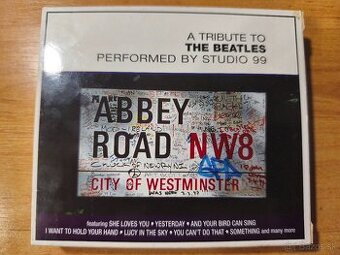 A TRIBUTE TO
THE BEATLES
PERFORMED BY STUDIO 99
ABBEY
ROAD NW8
CITY OF WESTMINSTER
featuring SHE LOVES YOU • YESTERDAY • AND YOUR BIRD CAN SING
I WANT TO HOLD YOUR HAND • LUCY IN THE SKY • YOU CAN'T DO THAT • SOMETHING and many more